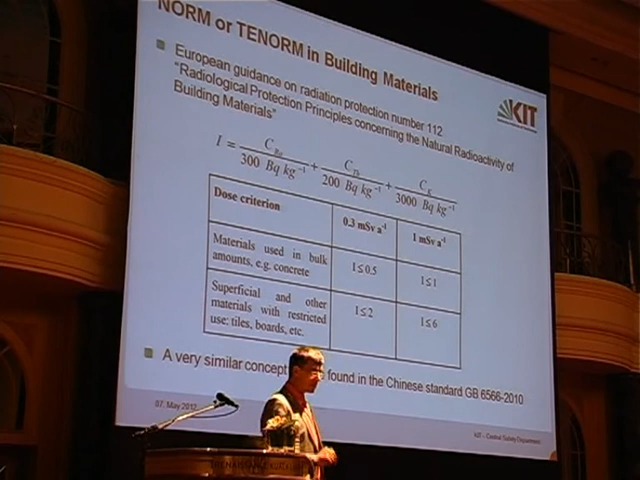 NORM or TENORM in Building Materials
European guidance on radiation protection number 112
"Radiological Protection Principles concerning the Natural Radioactivity of
Building Materials"
KIT
I = C_Ra / 300 Bq kg⁻¹ + C_Th / 200 Bq kg⁻¹ + C_K / 3000 Bq kg⁻¹
Dose criterion 0.3 mSv a⁻¹ 1 mSv a⁻¹
Materials used in bulk
amounts, e.g. concrete I ≤ 0.5 I ≤ 1
Superficial and other
materials with restricted
use: tiles, boards, etc. I ≤ 2 I ≤ 6
A very similar concept found in the Chinese standard GB 6566-2010
07. May 2012
KIT – Central Safety Department
RENAISSANCE